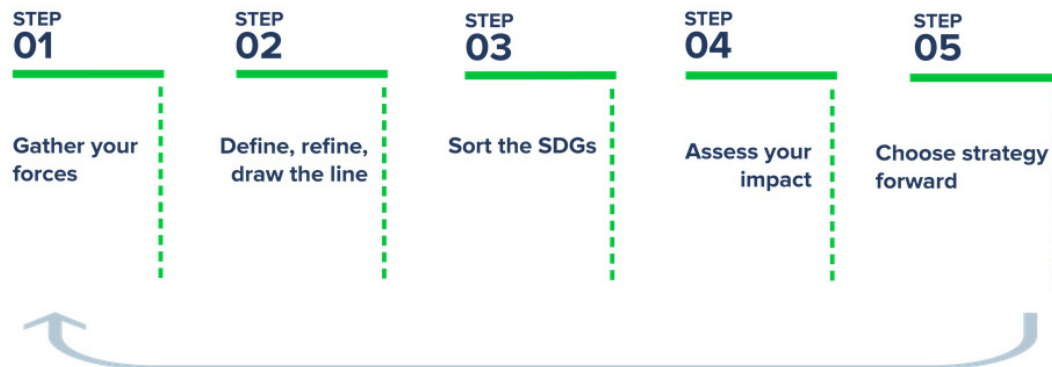 STEP
01
Gather your
forces
STEP
02
Define, refine,
draw the line
STEP
03
Sort the SDGs
STEP
04
Assess your
impact
STEP
05
Choose strategy
forward